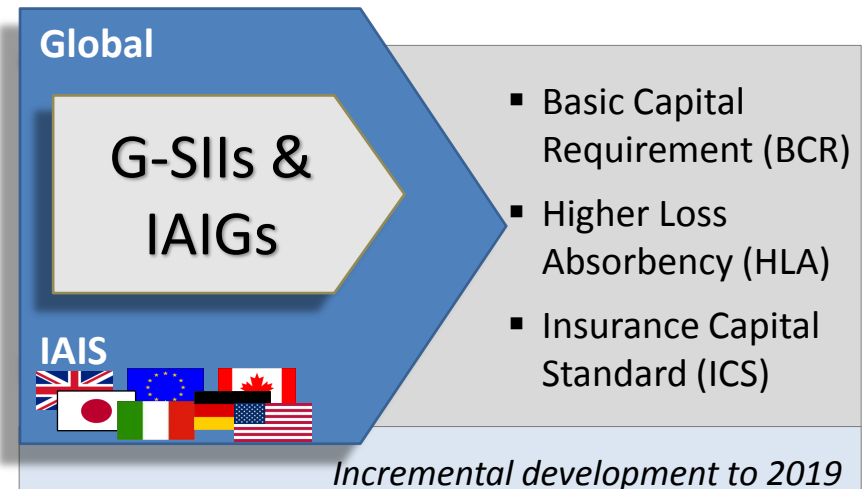 Global
G-SIIs &
IAIGs
IAIS
▪ Basic Capital
Requirement (BCR)
▪ Higher Loss
Absorbency (HLA)
▪ Insurance Capital
Standard (ICS)
Incremental development to 2019